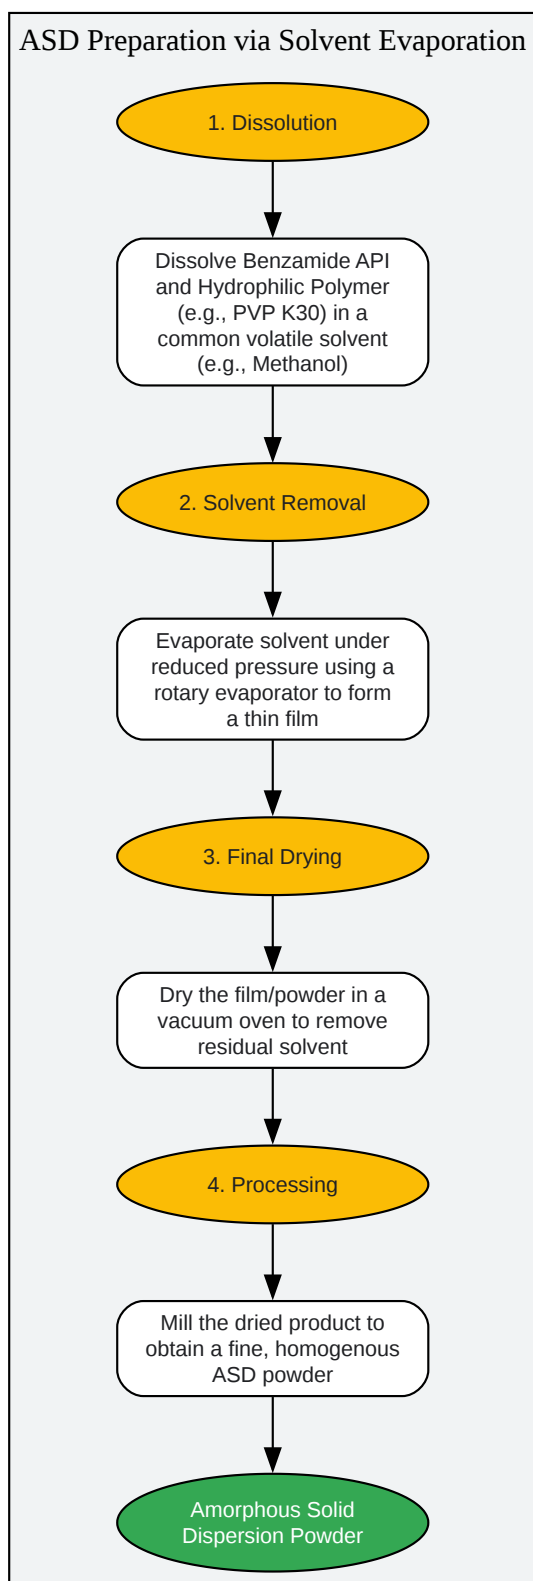 ASD Preparation via Solvent Evaporation
1. Dissolution
Dissolve Benzamide API
and Hydrophilic Polymer
(e.g., PVP K30) in a
common volatile solvent
(e.g., Methanol)
2. Solvent Removal
Evaporate solvent under
reduced pressure using a
rotary evaporator to form
a thin film
3. Final Drying
Dry the film/powder in a
vacuum oven to remove
residual solvent
4. Processing
Mill the dried product to
obtain a fine, homogenous
ASD powder
Amorphous Solid
Dispersion Powder